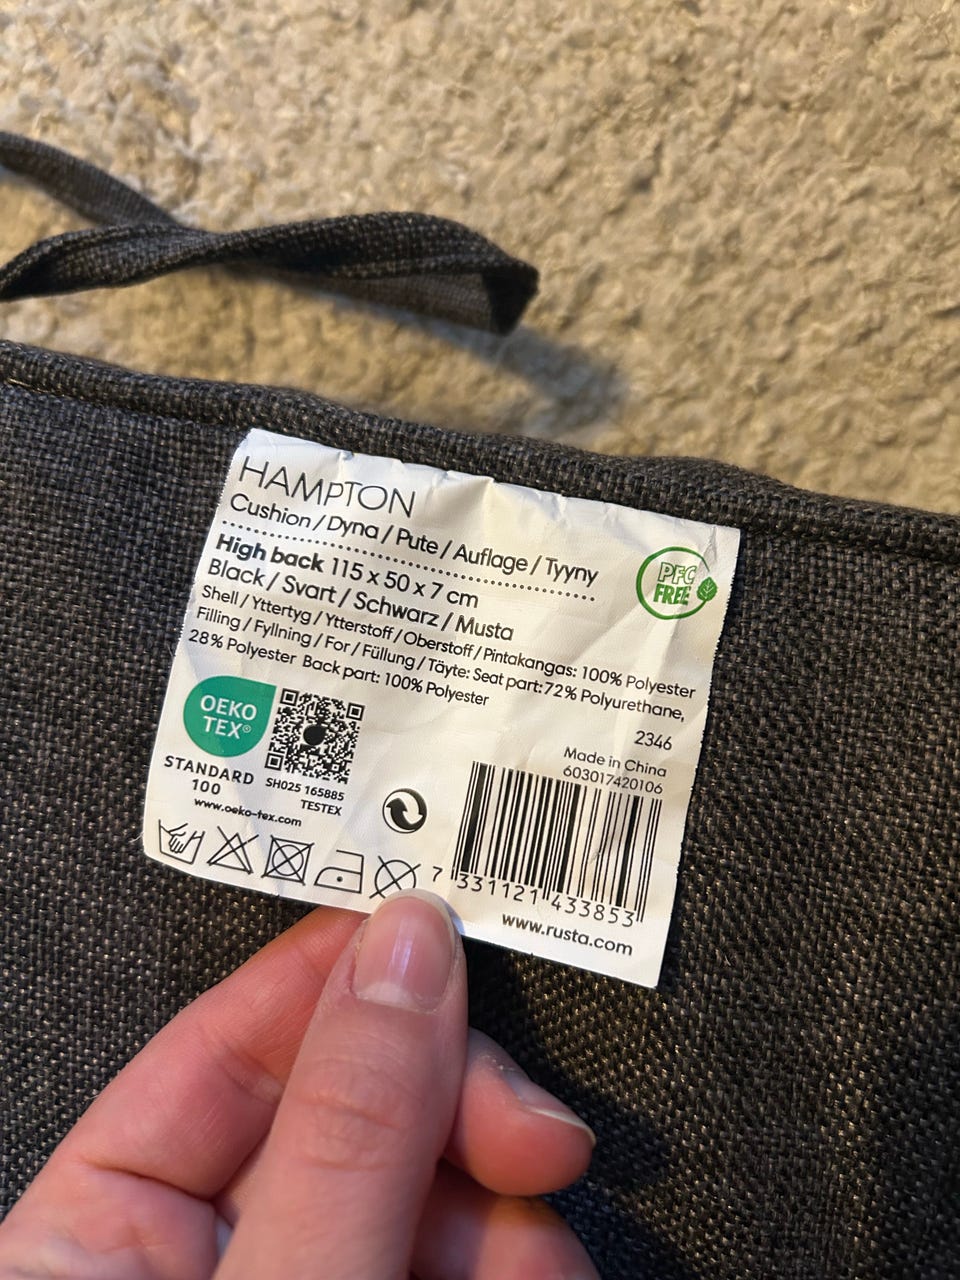 HAMPTON
Cushion / Dyna / Pute / Auflage / Tyyny
High back 115 x 50 x 7 cm
Black / Svart / Schwarz / Musta
Shell / Yttertyg / Ytterstoff / Oberstoff / Pintakangas: 100% Polyester
Filling / Fyllning / For / Füllung / Täyte: Seat part:72% Polyurethane,
28% Polyester Back part: 100% Polyester
PFC
FREE
OEKO
TEX®
STANDARD
100
www.oeko-tex.com
SH025 165885
TESTEX
2346
Made in China
603017420106
7 331121 433853
www.rusta.com